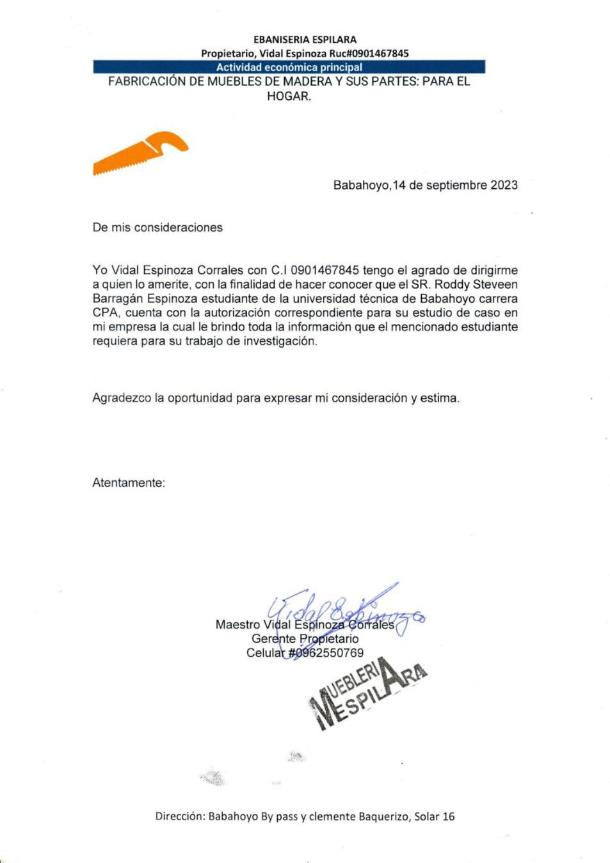 EBANISERIA ESPILARA
Propietario, Vidal Espinoza Ruc#0901467845
Actividad económica principal
FABRICACIÓN DE MUEBLES DE MADERA Y SUS PARTES: PARA EL
HOGAR.
Babahoyo,14 de septiembre 2023
De mis consideraciones
Yo Vidal Espinoza Corrales con C.I 0901467845 tengo el agrado de dirigirme
a quien lo amerite, con la finalidad de hacer conocer que el SR. Roddy Steveen
Barragán Espinoza estudiante de la universidad técnica de Babahoyo carrera
CPA, cuenta con la autorización correspondiente para su estudio de caso en
mi empresa la cual le brindo toda la información que el mencionado estudiante
requiera para su trabajo de investigación.
Agradezco la oportunidad para expresar mi consideración y estima.
Atentamente:
Vidal Espinoza
Maestro Vidal Espinoza Corrales
Gerente Propietario
Celular #0962550769
MUEBLERIA
ESPILARA
Dirección: Babahoyo By pass y clemente Baquerizo, Solar 16